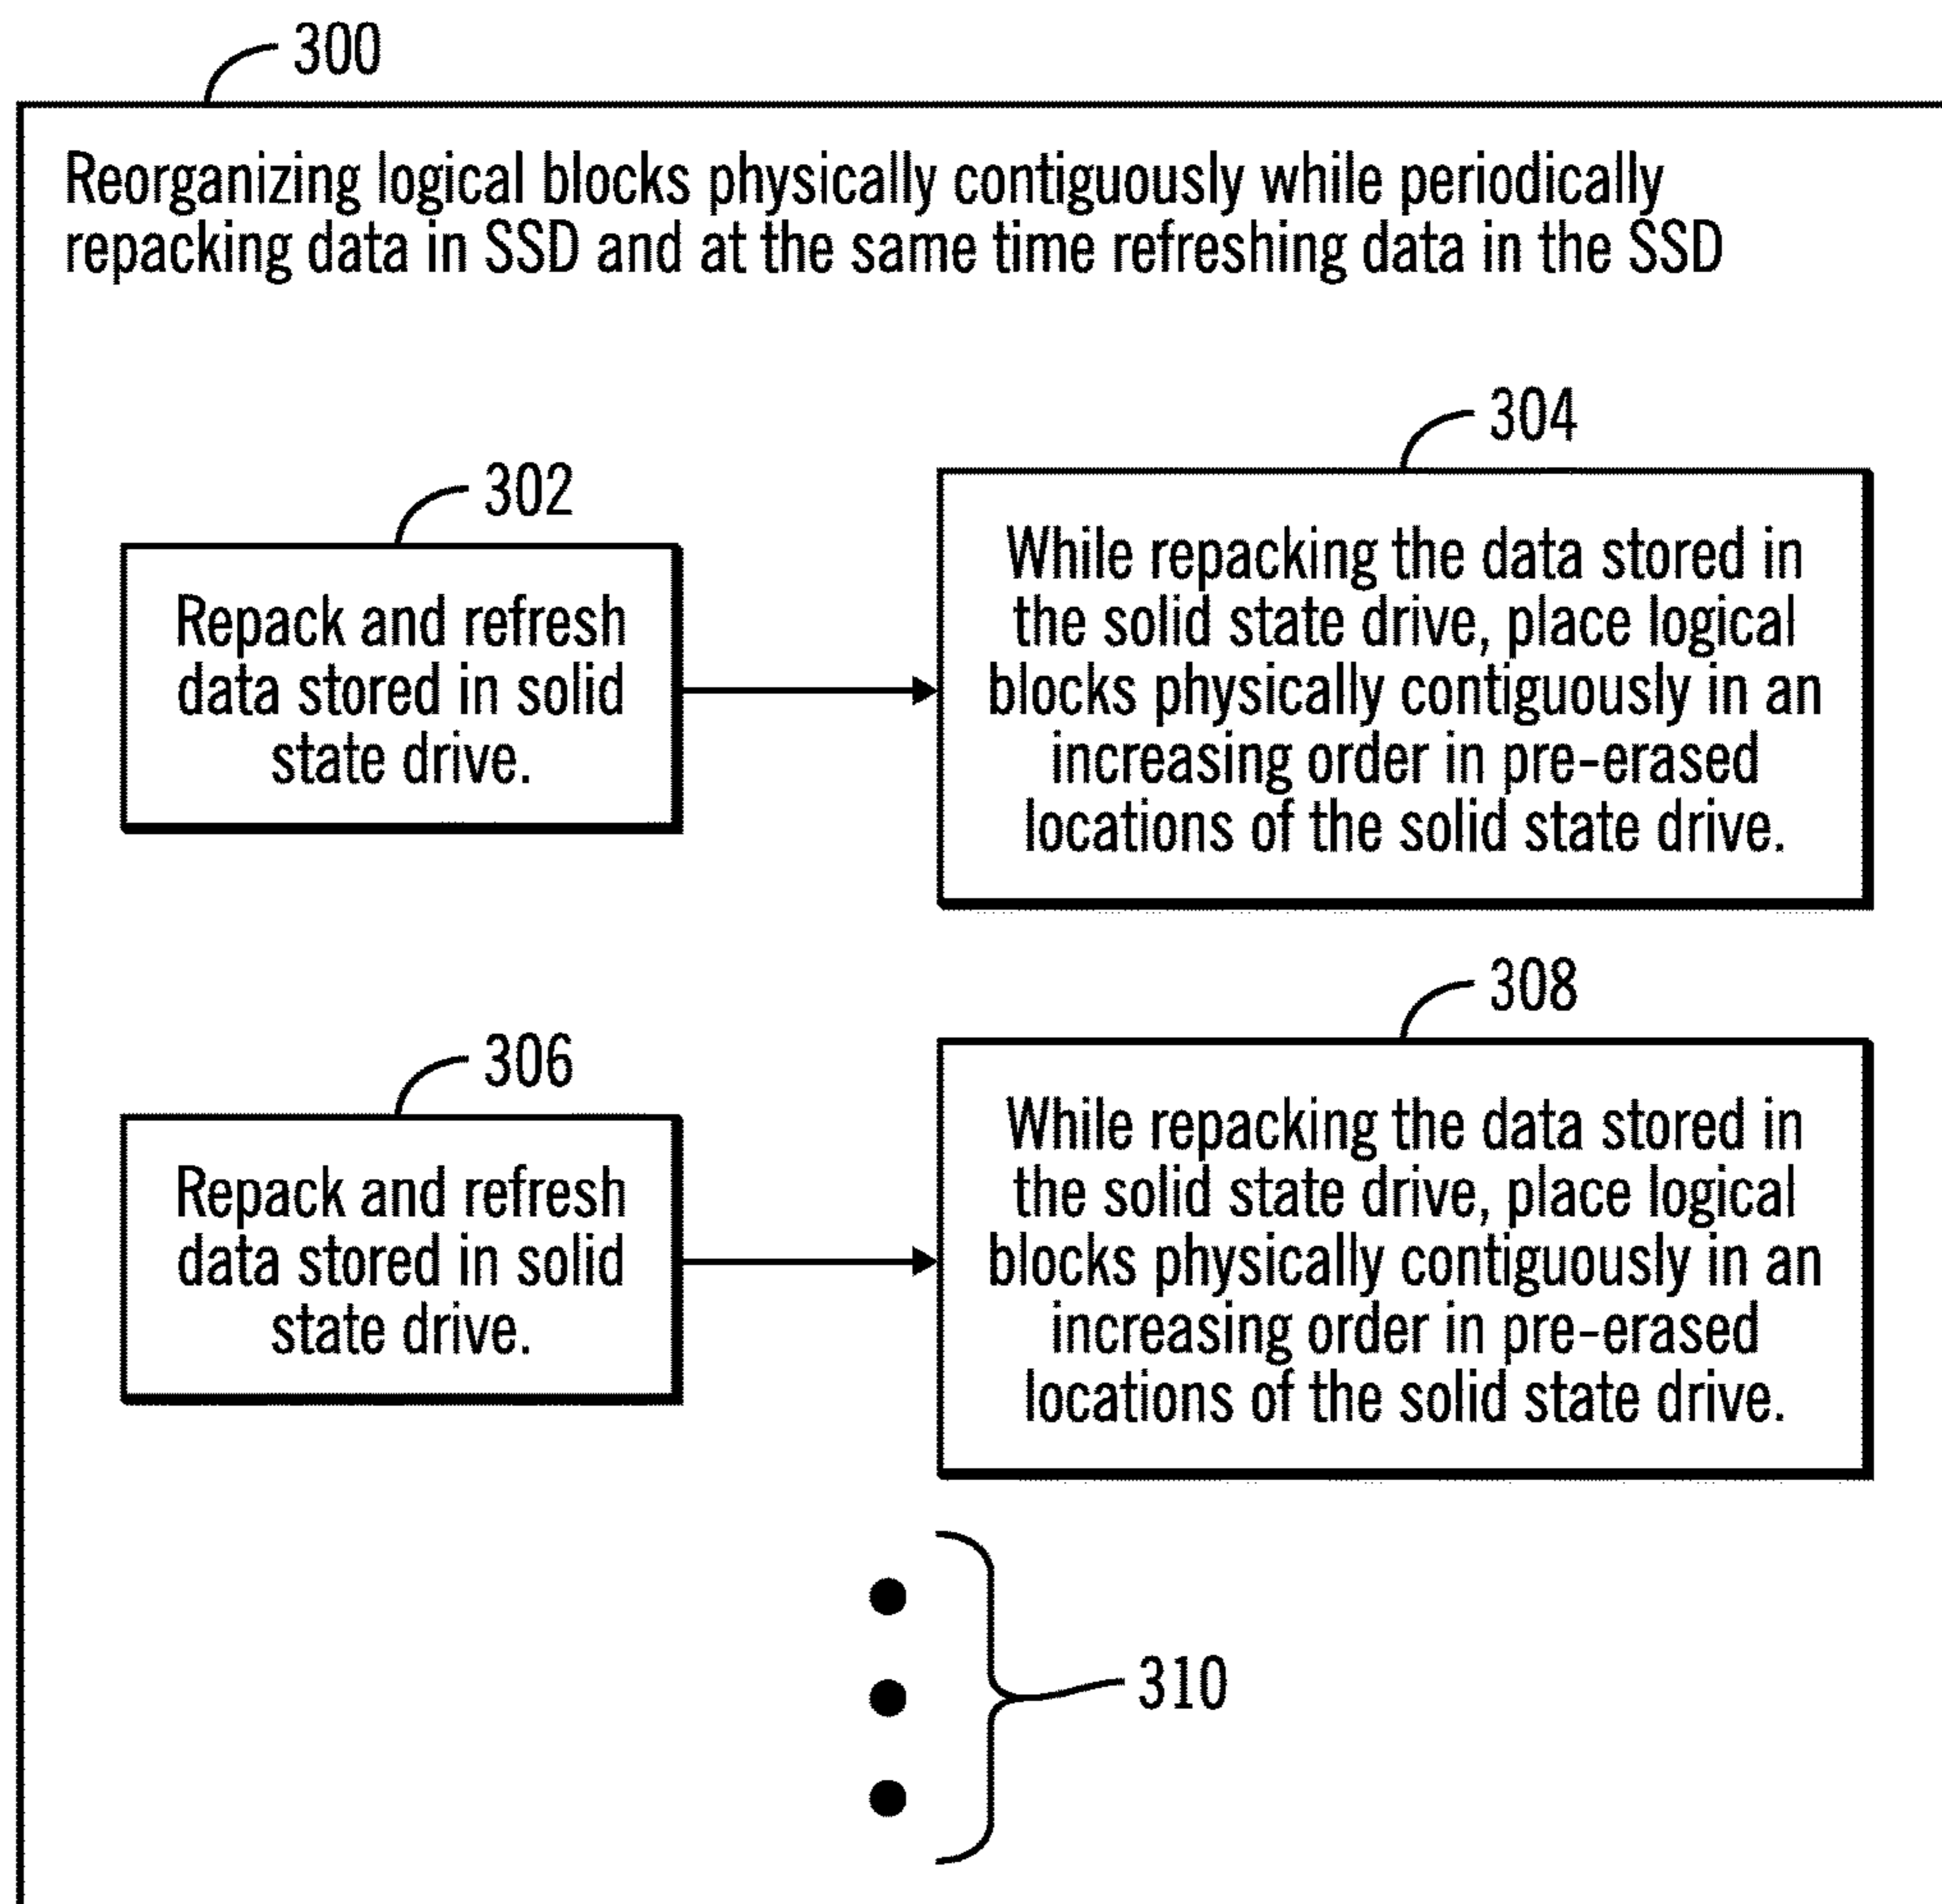 300
Reorganizing logical blocks physically contiguously while periodically
repacking data in SSD and at the same time refreshing data in the SSD
302
Repack and refresh
data stored in solid
state drive.
304
While repacking the data stored in
the solid state drive, place logical
blocks physically contiguously in an
increasing order in pre-erased
locations of the solid state drive.
306
Repack and refresh
data stored in solid
state drive.
308
While repacking the data stored in
the solid state drive, place logical
blocks physically contiguously in an
increasing order in pre-erased
locations of the solid state drive.
310